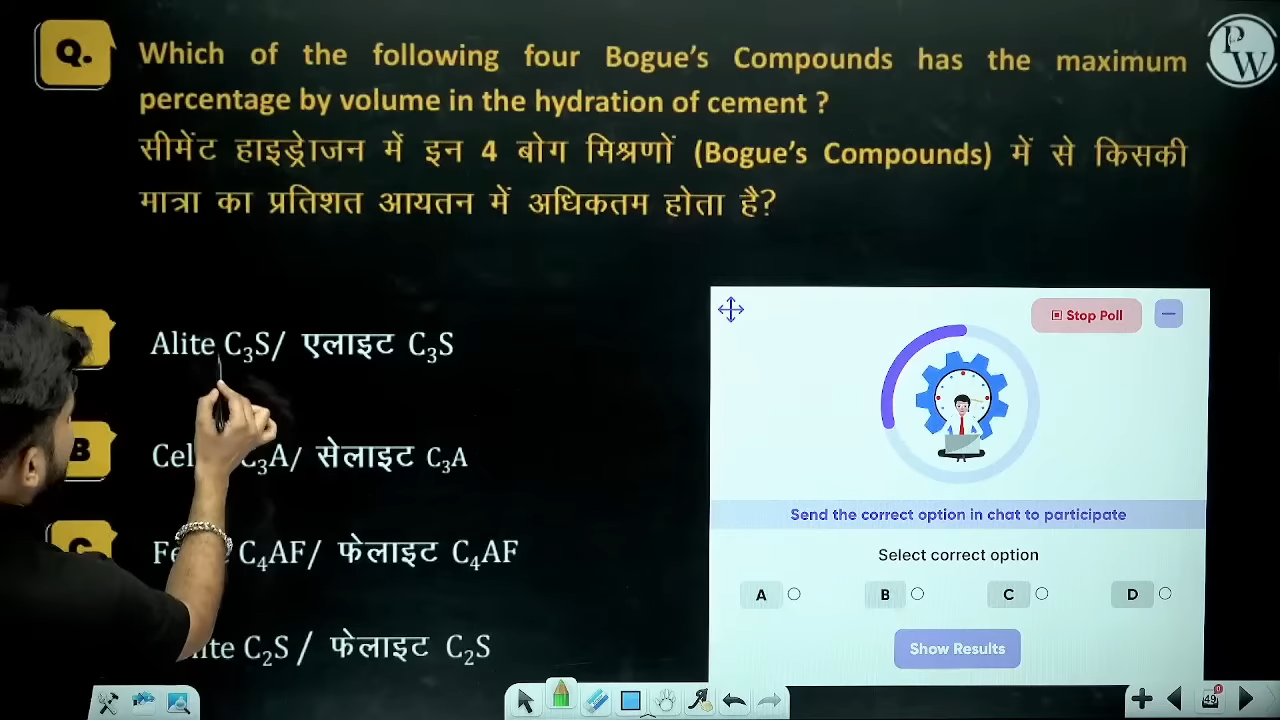 Q.
Which of the following four Bogue's Compounds has the maximum
percentage by volume in the hydration of cement ?
सीमेंट हाइड्रेाजन में इन 4 बोग मिश्रणों (Bogue's Compounds) में से किसकी
मात्रा का प्रतिशत आयतन में अधिकतम होता है?
PW
Alite C₃S/ एलाइट C₃S
B
C₃A/ सेलाइट C₃A
C₄AF/ फेलाइट C₄AF
C₂S / फेलाइट C₂S
Stop Poll
Send the correct option in chat to participate
Select correct option
A
B
C
D
Show Results
49